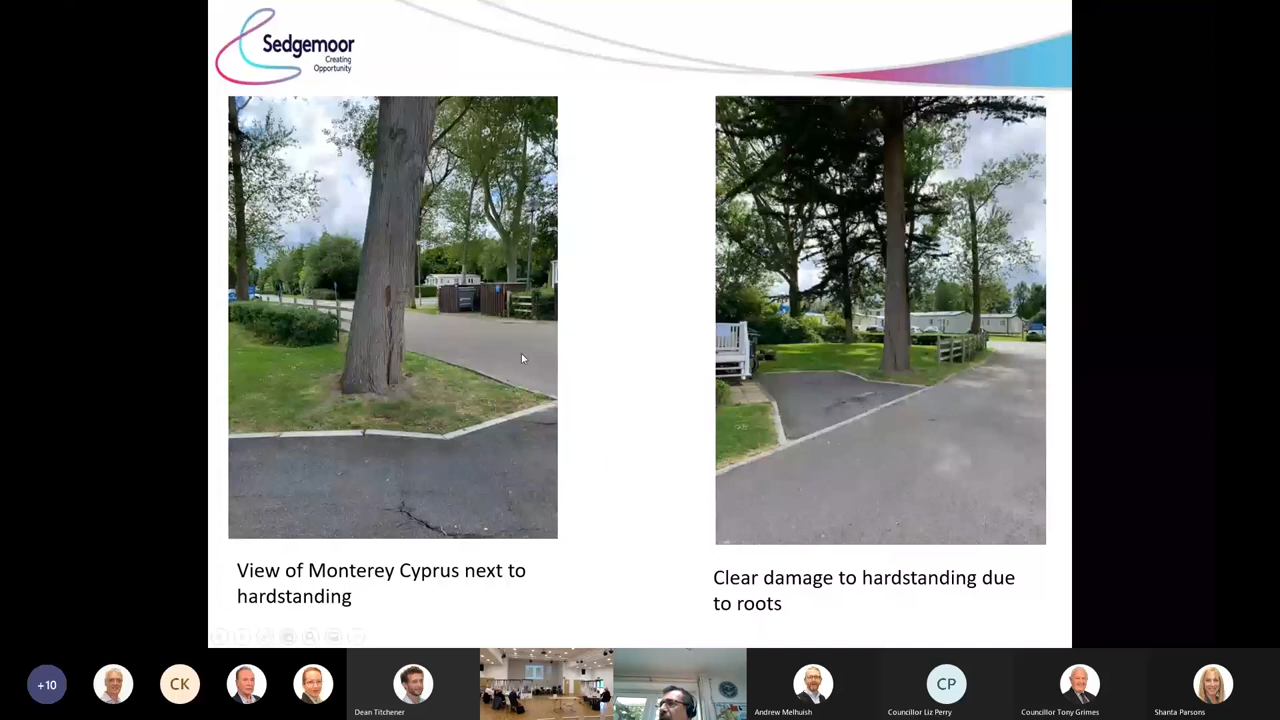 Sedgemoor
Creating
Opportunity
View of Monterey Cyprus next to
hardstanding
Clear damage to hardstanding due
to roots
+10
CK
Dean Titchener
Andrew Melhuish
CP
Councillor Liz Perry
Councillor Tony Grimes
Shanta Parsons